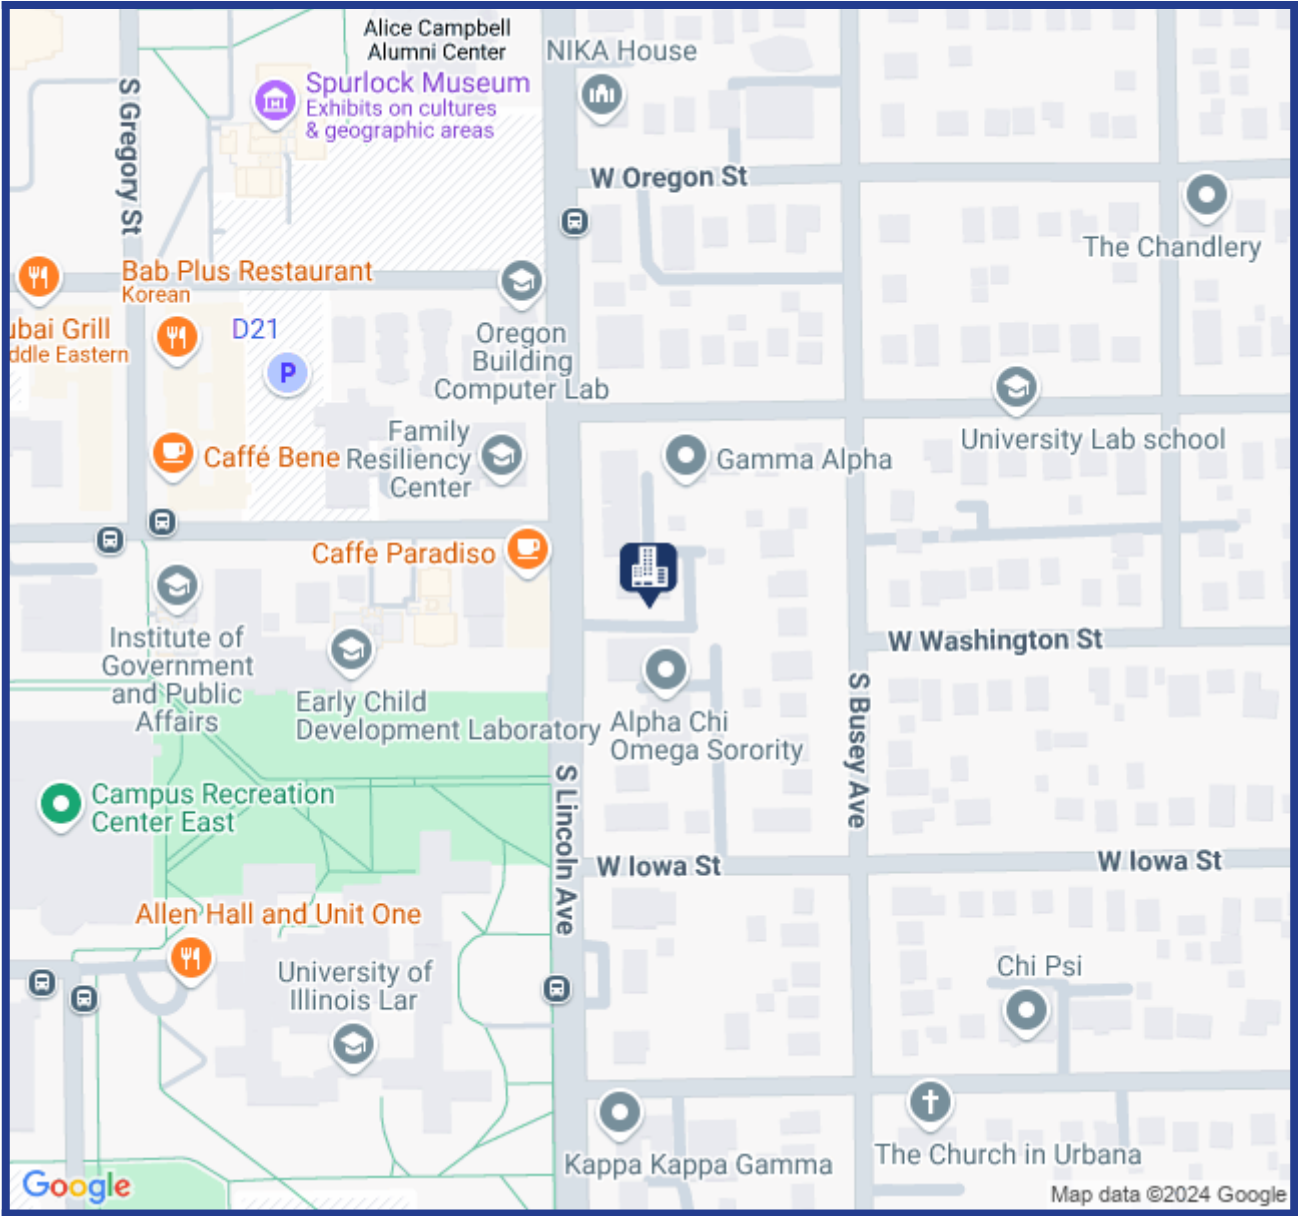 Alice Campbell
Alumni Center
NIKA House
Spurlock Museum
Exhibits on cultures
& geographic areas
S Gregory St
W Oregon St
The Chandlery
Bab Plus Restaurant
Korean
ubai Grill
ddle Eastern
D21
P
Oregon
Building
Computer Lab
University Lab school
Family
Resiliency
Center
Caffé Bene
Gamma Alpha
Caffe Paradiso
Institute of
Government
and Public
Affairs
W Washington St
Early Child
Development Laboratory
Alpha Chi
Omega Sorority
S Busey Ave
S Lincoln Ave
Campus Recreation
Center East
W Iowa St
W Iowa St
Allen Hall and Unit One
University of
Illinois Lar
Chi Psi
Kappa Kappa Gamma
The Church in Urbana
Google
Map data ©2024 Google